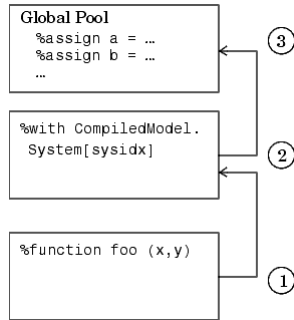 Global Pool
%assign a = …
%assign b = …
…
3
%with CompiledModel.
System[sysidx]
2
%function foo (x,y)
1